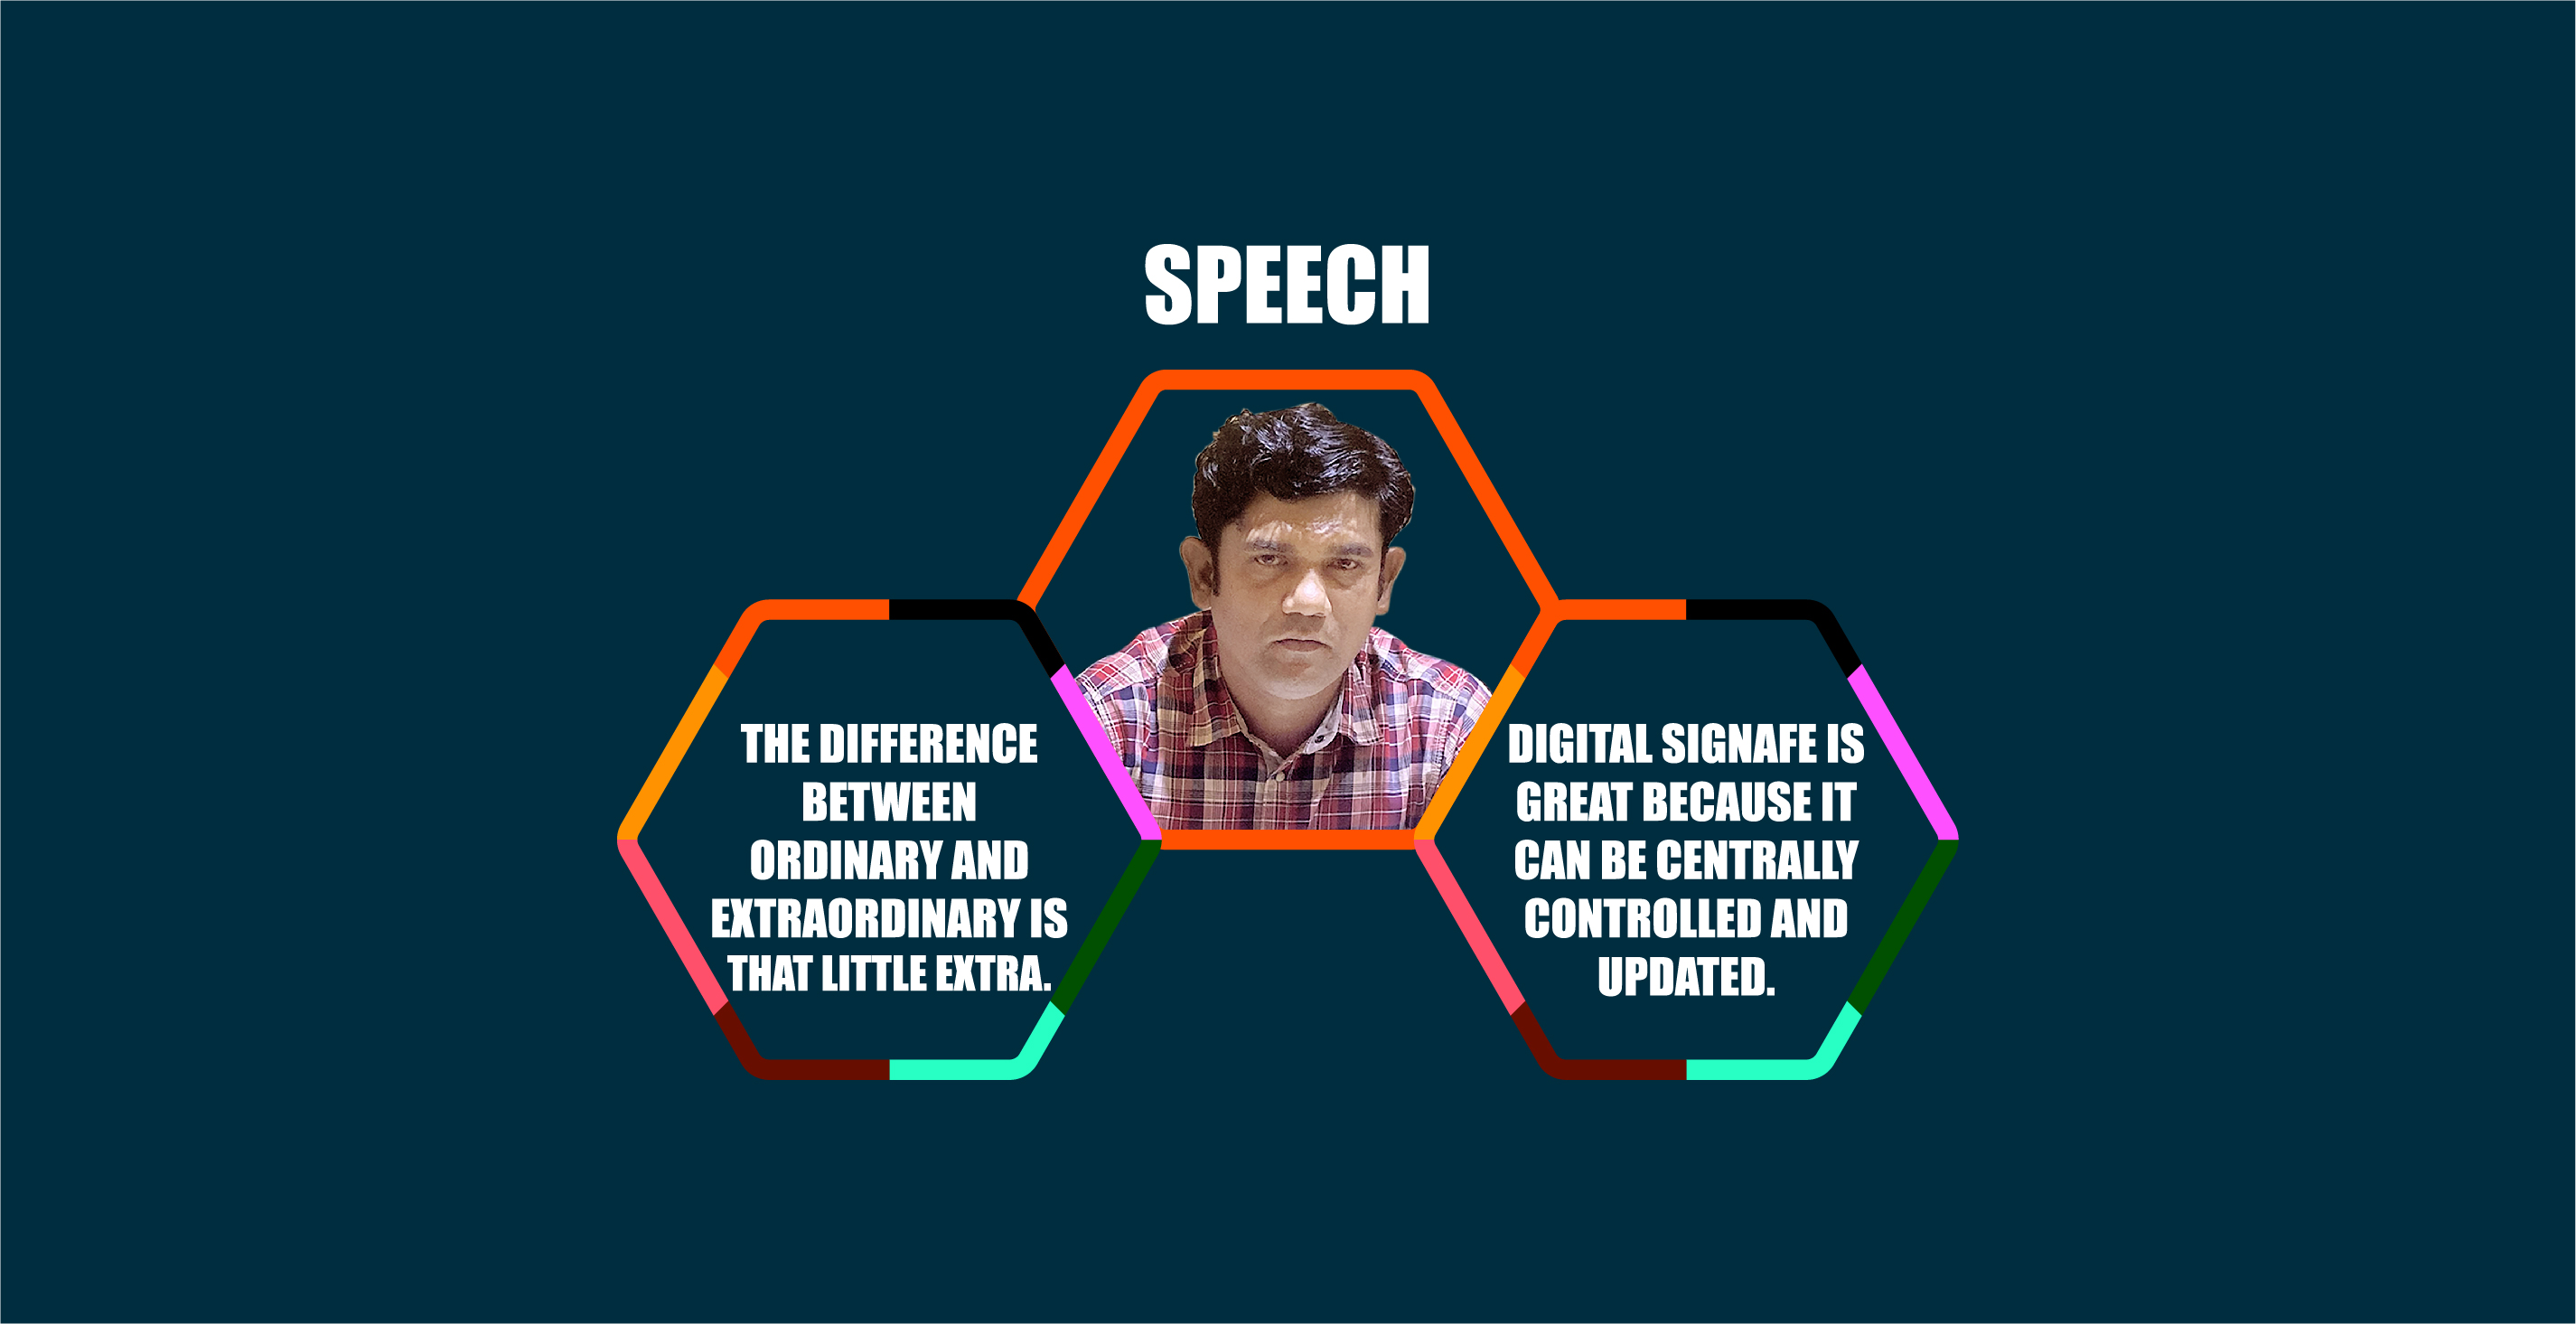 SPEECH
THE DIFFERENCE
BETWEEN
ORDINARY AND
EXTRAORDINARY IS
THAT LITTLE EXTRA.
DIGITAL SIGNAFE IS
GREAT BECAUSE IT
CAN BE CENTRALLY
CONTROLLED AND
UPDATED.